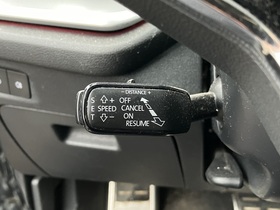 - DISTANCE +
S ⇧+ OFF
E SPEED CANCEL
T ⇩- ON
RESUME